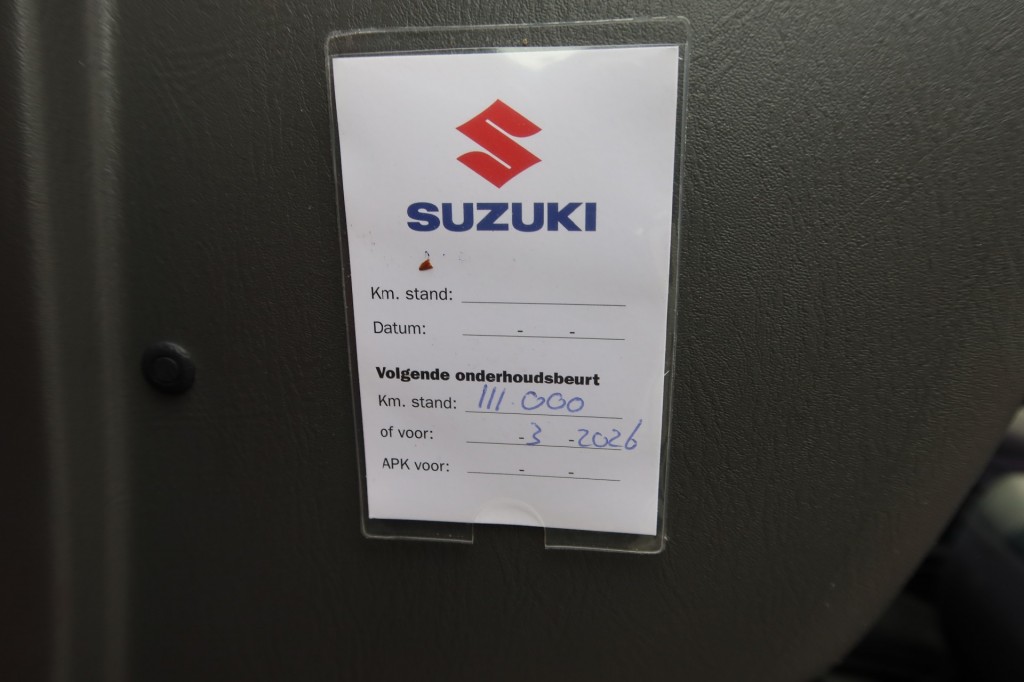 SUZUKI
Km. stand:
Datum: - -
Volgende onderhoudsbeurt
Km. stand: 111.000
of voor: -3 -2026
APK voor: - -